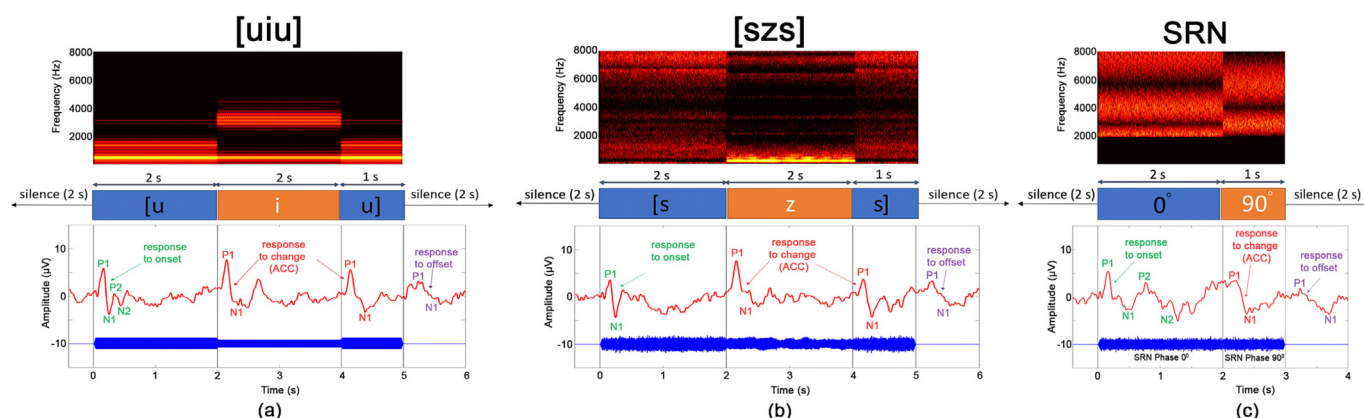 [uiu]
8000
6000
4000
2000
Frequency (Hz)
2 s
2 s
1 s
silence (2 s)
[u
i
u]
silence (2 s)
10
0
-10
Amplitude (µV)
P1
N1
P2
N2
response
to onset
response
to change
(ACC)
P1
N1
P1
N1
response
to offset
P1
N1
0
1
2
3
4
5
6
Time (s)
(a)
[szs]
8000
6000
4000
2000
Frequency (Hz)
2 s
2 s
1 s
silence (2 s)
[s
z
s]
silence (2 s)
10
0
-10
Amplitude (µV)
P1
N1
response
to onset
response
to change
(ACC)
P1
N1
P1
N1
response
to offset
P1
N1
0
1
2
3
4
5
6
Time (s)
(b)
SRN
8000
6000
4000
2000
Frequency (Hz)
2 s
1 s
silence (2 s)
0°
90°
silence (2 s)
10
0
-10
Amplitude (µV)
P1
N1
response
to onset
P2
N2
response
to change
(ACC)
P1
N1
response
to offset
P1
N1
SRN Phase 0⁰
SRN Phase 90⁰
0
1
2
3
4
Time (s)
(c)